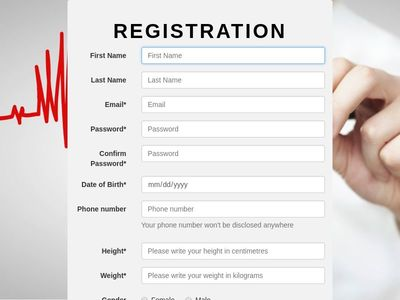 REGISTRATION
First Name First Name
Last Name Last Name
Email* Email
Password* Password
Confirm Password* Password
Date of Birth* mm/dd/yyyy
Phone number Phone number
Your phone number won't be disclosed anywhere
Height* Please write your height in centimetres
Weight* Please write your weight in kilograms
Gender Female Male